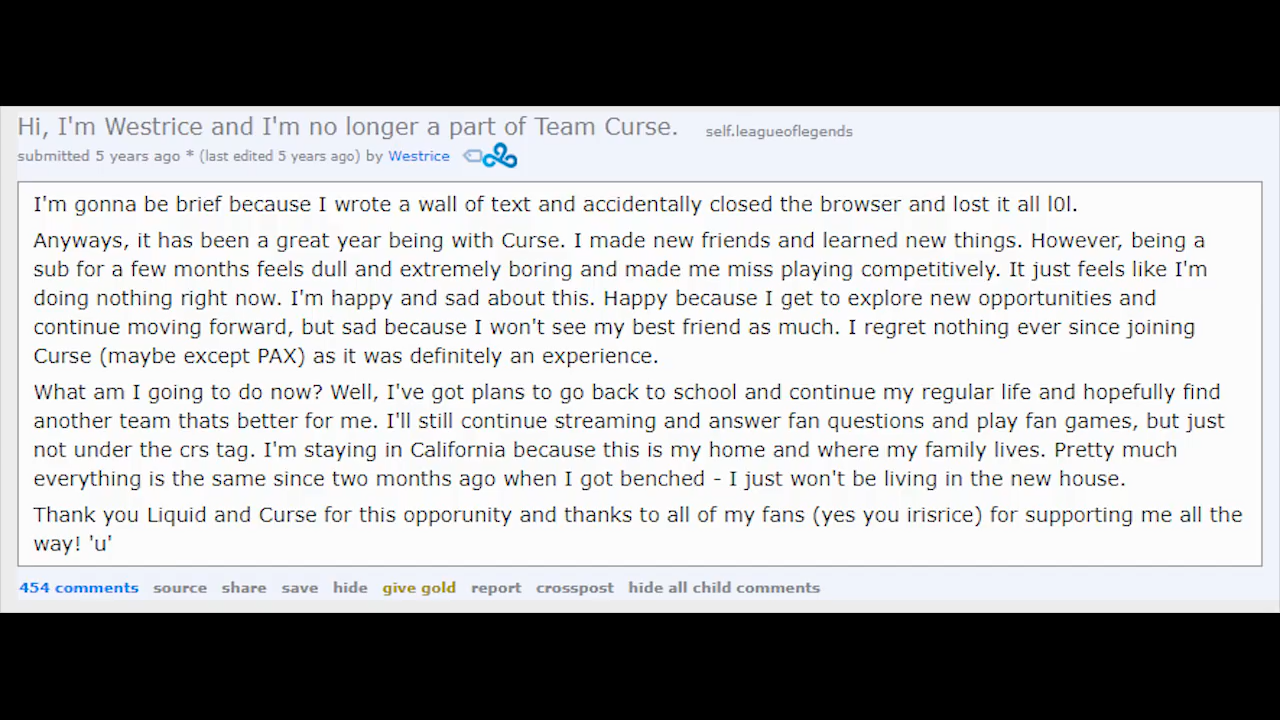 Hi, I'm Westrice and I'm no longer a part of Team Curse. self.leagueoflegends
submitted 5 years ago * (last edited 5 years ago) by Westrice
I'm gonna be brief because I wrote a wall of text and accidentally closed the browser and lost it all l0l.
Anyways, it has been a great year being with Curse. I made new friends and learned new things. However, being a
sub for a few months feels dull and extremely boring and made me miss playing competitively. It just feels like I'm
doing nothing right now. I'm happy and sad about this. Happy because I get to explore new opportunities and
continue moving forward, but sad because I won't see my best friend as much. I regret nothing ever since joining
Curse (maybe except PAX) as it was definitely an experience.
What am I going to do now? Well, I've got plans to go back to school and continue my regular life and hopefully find
another team thats better for me. I'll still continue streaming and answer fan questions and play fan games, but just
not under the crs tag. I'm staying in California because this is my home and where my family lives. Pretty much
everything is the same since two months ago when I got benched - I just won't be living in the new house.
Thank you Liquid and Curse for this opporunity and thanks to all of my fans (yes you irisrice) for supporting me all the
way! 'u'
454 comments source share save hide give gold report crosspost hide all child comments